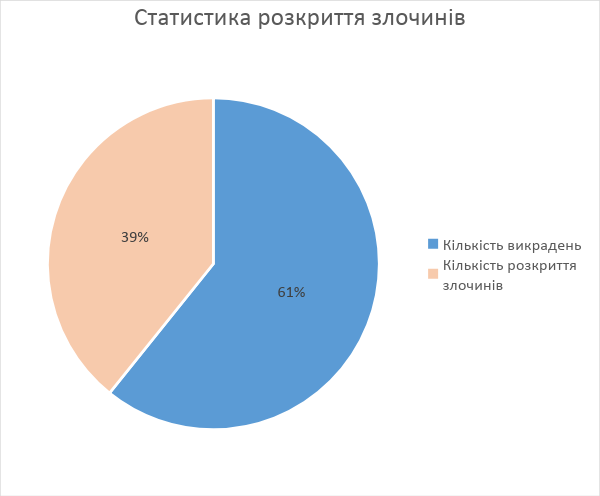 Статистика розкриття злочинів
39%
61%
Кількість викрадень
Кількість розкриття
злочинів